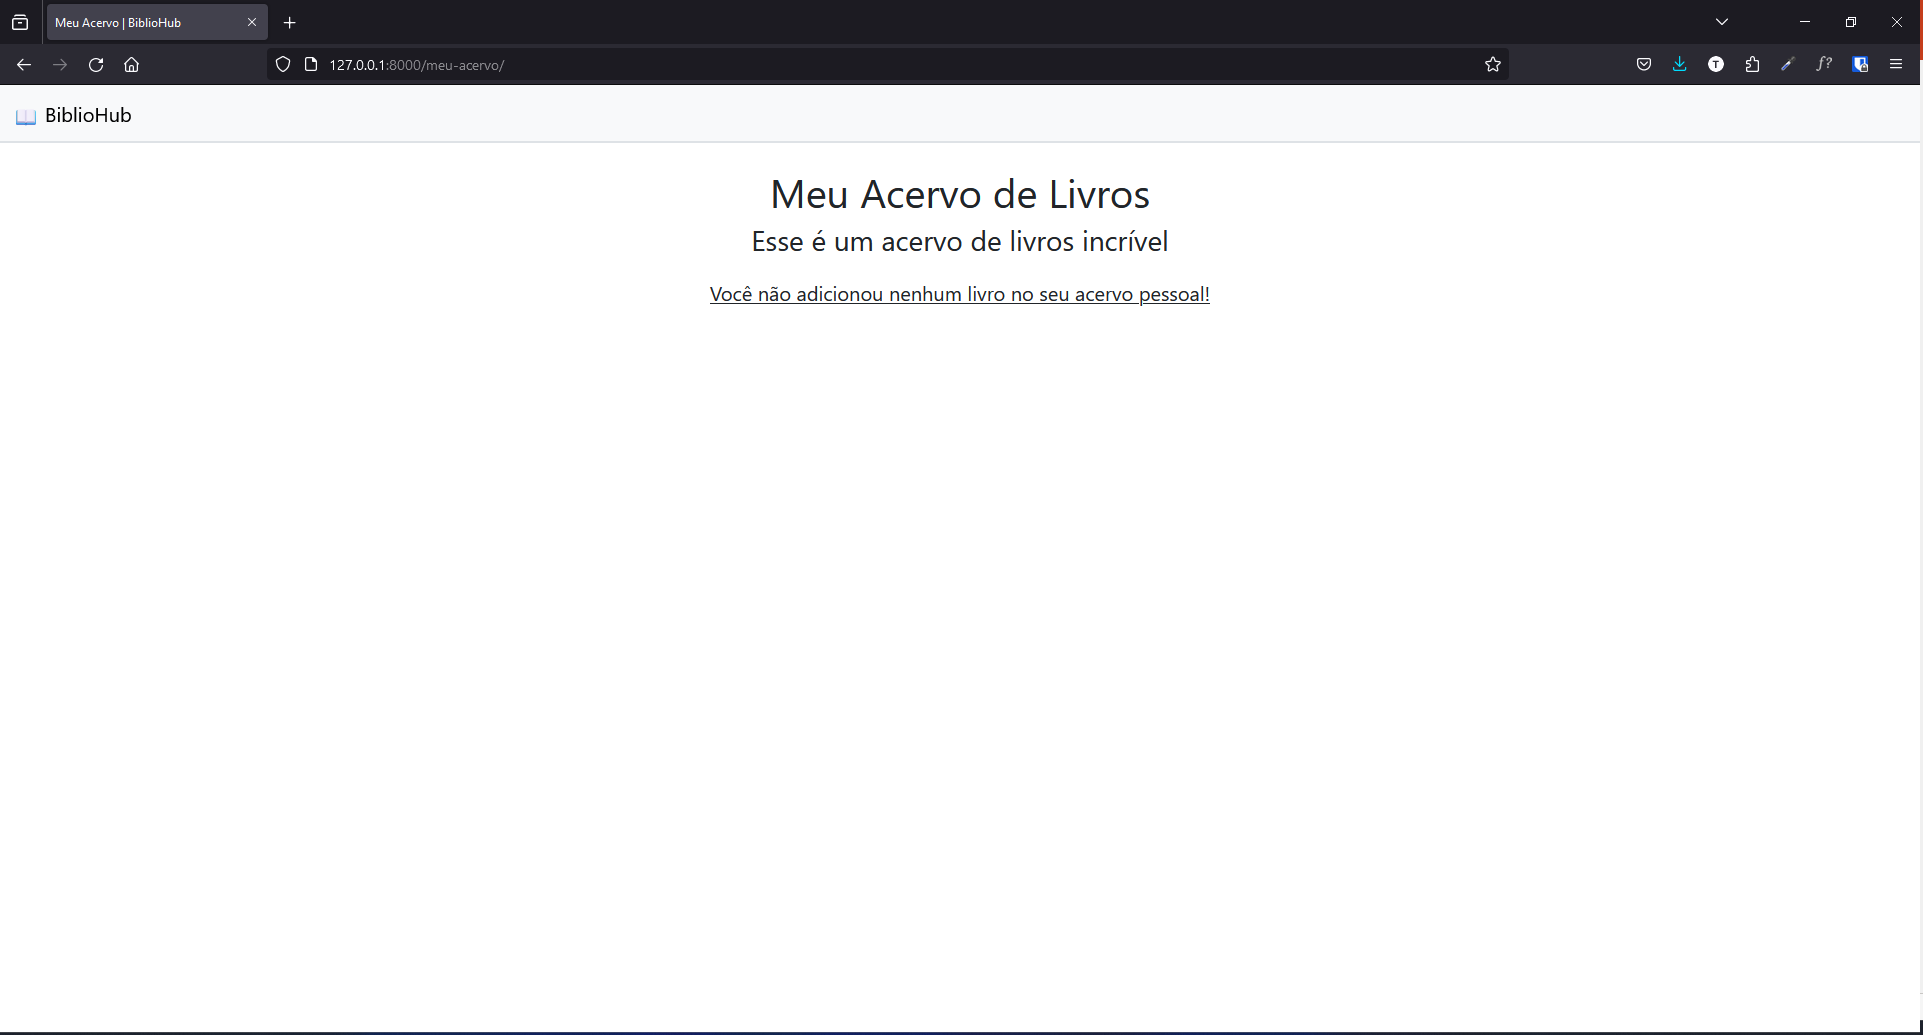 Meu Acervo | BiblioHub
127.0.0.1:8000/meu-acervo/
T
f?
BiblioHub
Meu Acervo de Livros
Esse é um acervo de livros incrível
Você não adicionou nenhum livro no seu acervo pessoal!